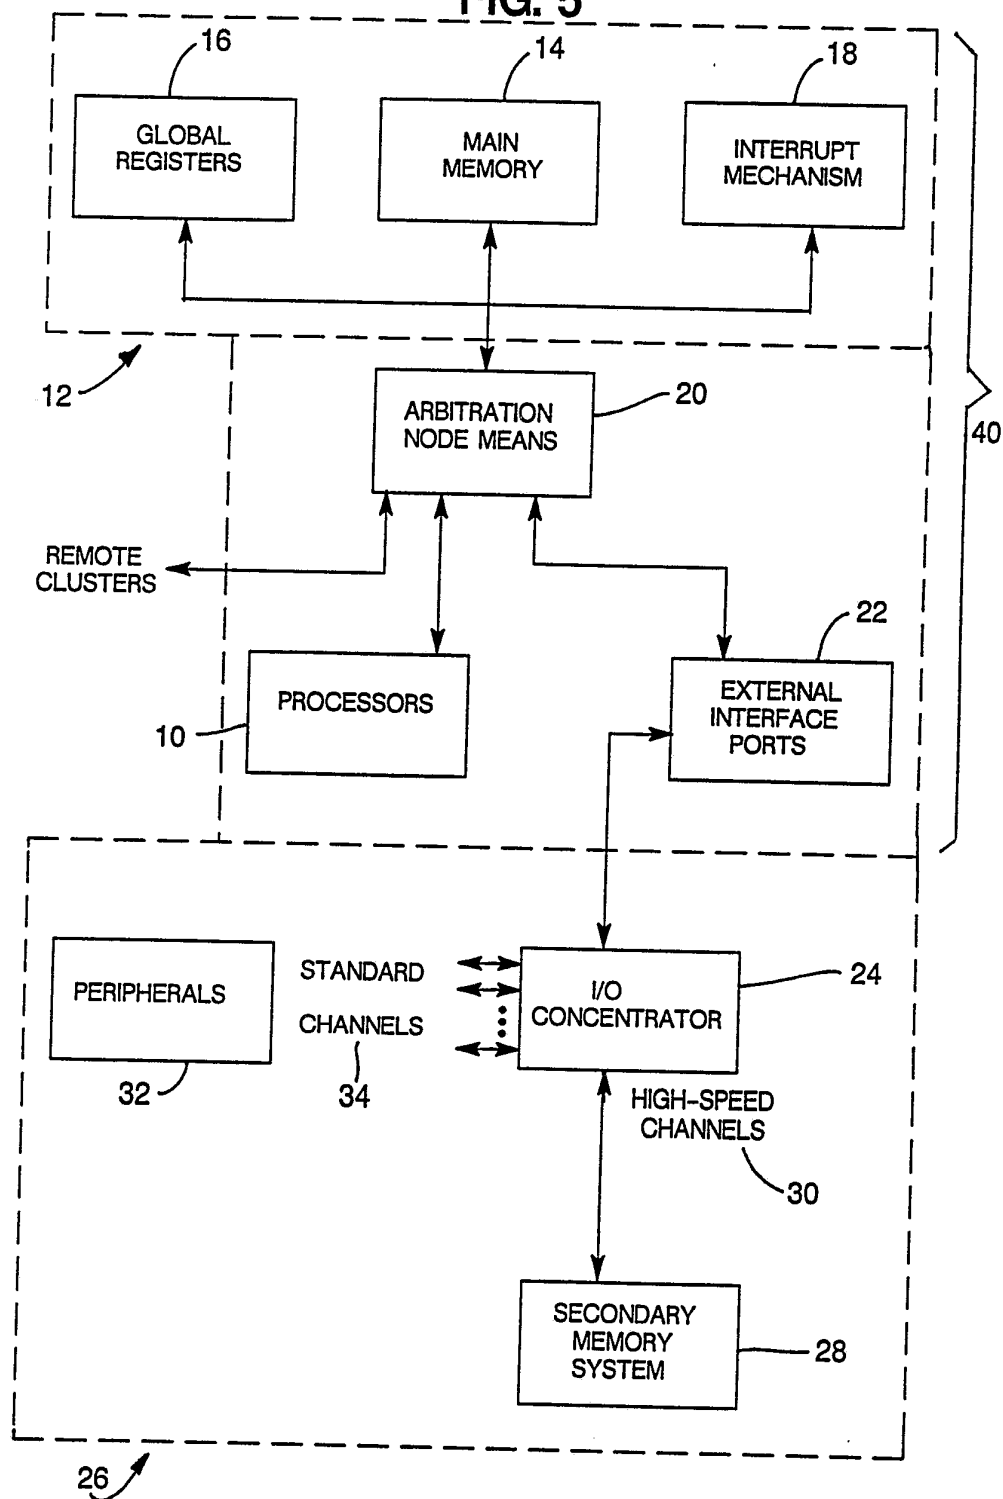 FIG. 5
16
14
18
GLOBAL
REGISTERS
MAIN
MEMORY
INTERRUPT
MECHANISM
12
ARBITRATION
NODE MEANS
20
40
REMOTE
CLUSTERS
22
PROCESSORS
10
EXTERNAL
INTERFACE
PORTS
PERIPHERALS
32
STANDARD
CHANNELS
34
I/O
CONCENTRATOR
24
HIGH-SPEED
CHANNELS
30
SECONDARY
MEMORY
SYSTEM
28
26